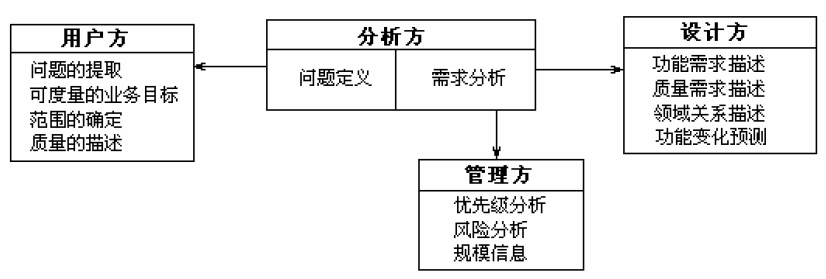 用户方
问题的提取
可度量的业务目标
范围的确定
质量的描述
分析方
问题定义
需求分析
设计方
功能需求描述
质量需求描述
领域关系描述
功能变化预测
管理方
优先级分析
风险分析
规模信息